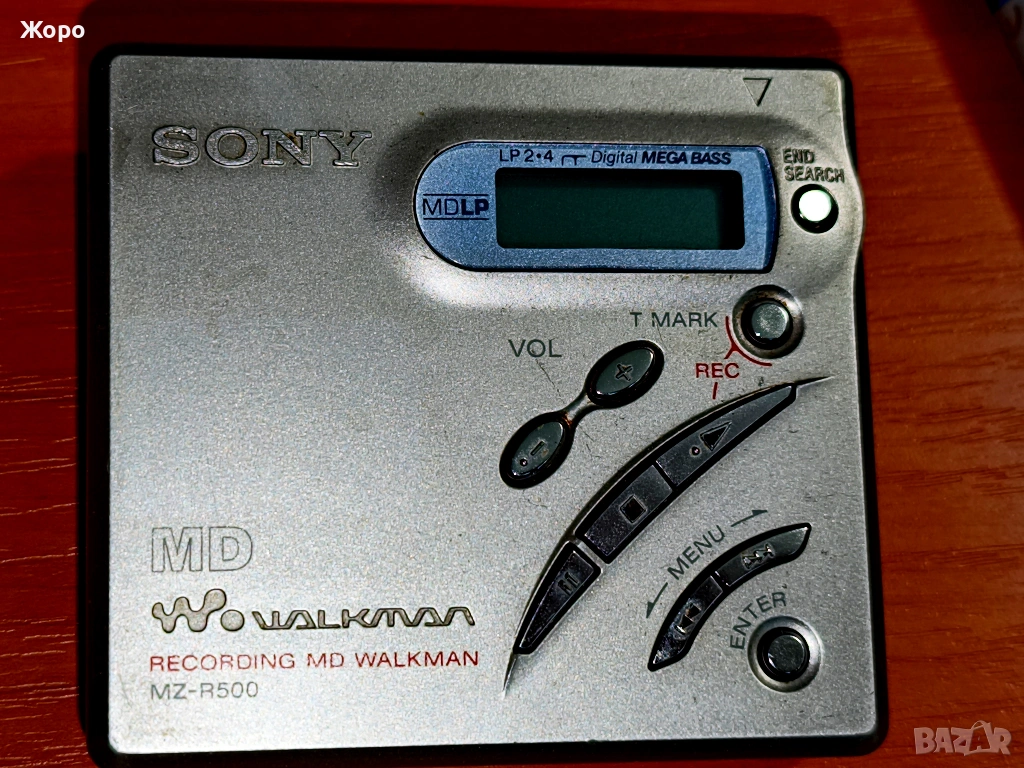 Жоро
SONY
LP 2•4 Digital MEGA BASS
MDLP
END
SEARCH
T MARK
VOL
REC
MENU
ENTER
MD
WALKMAN
RECORDING MD WALKMAN
MZ-R500
BAZAR